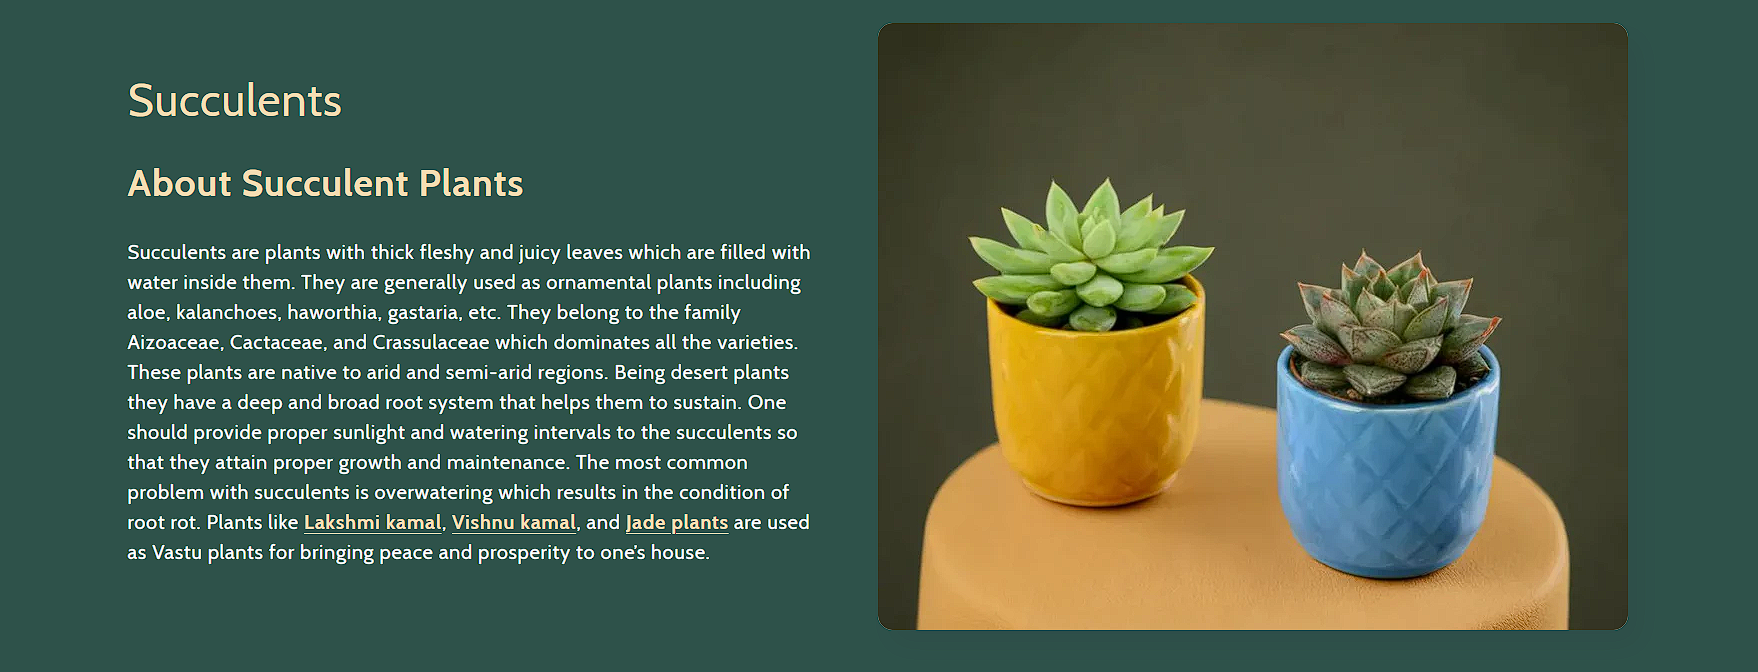 Succulents
About Succulent Plants
Succulents are plants with thick fleshy and juicy leaves which are filled with
water inside them. They are generally used as ornamental plants including
aloe, kalanchoes, haworthia, gastaria, etc. They belong to the family
Aizoaceae, Cactaceae, and Crassulaceae which dominates all the varieties.
These plants are native to arid and semi-arid regions. Being desert plants
they have a deep and broad root system that helps them to sustain. One
should provide proper sunlight and watering intervals to the succulents so
that they attain proper growth and maintenance. The most common
problem with succulents is overwatering which results in the condition of
root rot. Plants like Lakshmi kamal, Vishnu kamal, and Jade plants are used
as Vastu plants for bringing peace and prosperity to one's house.